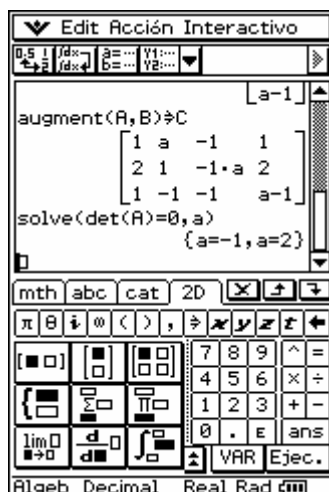 Edit Acción Interactivo
a-1
augment(A,B)⇒C
1 a -1 1
2 1 -1·a 2
1 -1 -1 a-1
solve(det(A)=0,a)
{a=-1,a=2}
mth abc cat 2D
π θ i ∞ ( ) , ⇒ x y z t
7 8 9 ^ =
4 5 6 × ÷
1 2 3 + -
0 . E ans
VAR Ejec.
lim
Algeb Decimal Real Rad